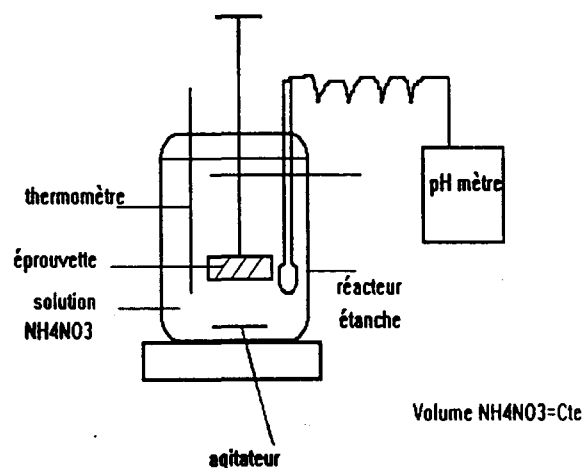 pH mètre
thermomètre
éprouvette
solution
NH4NO3
réacteur
étanche
Volume NH4NO3=Cte
agitateur